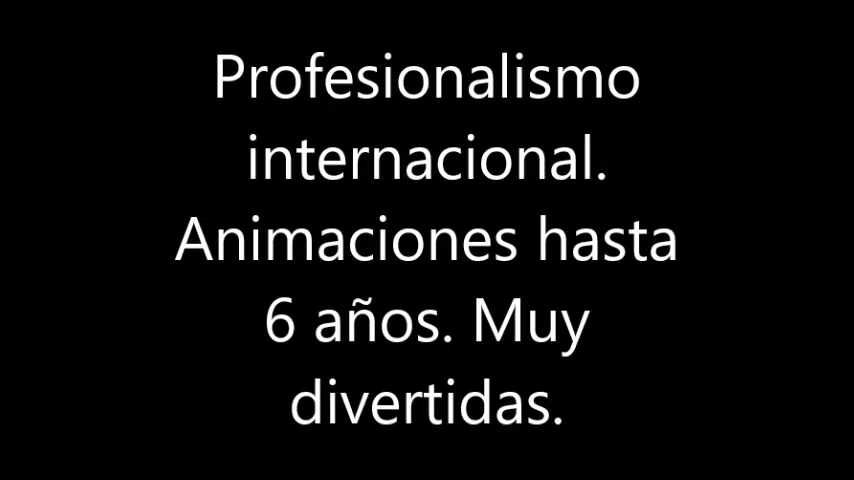 Profesionalismo
internacional.
Animaciones hasta
6 años. Muy
divertidas.